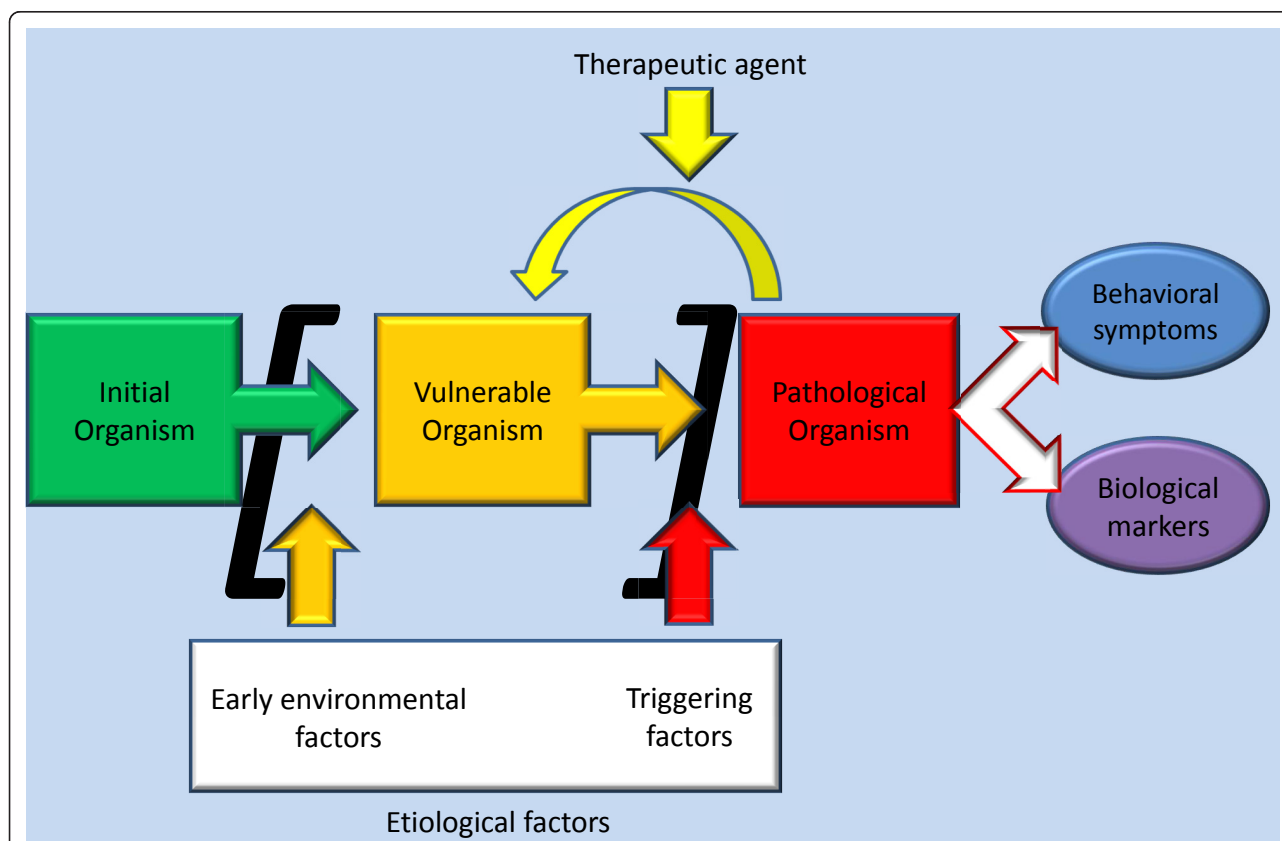 Therapeutic agent
Initial
Organism
Vulnerable
Organism
Pathological
Organism
Behavioral
symptoms
Biological
markers
Early environmental
factors
Triggering
factors
Etiological factors